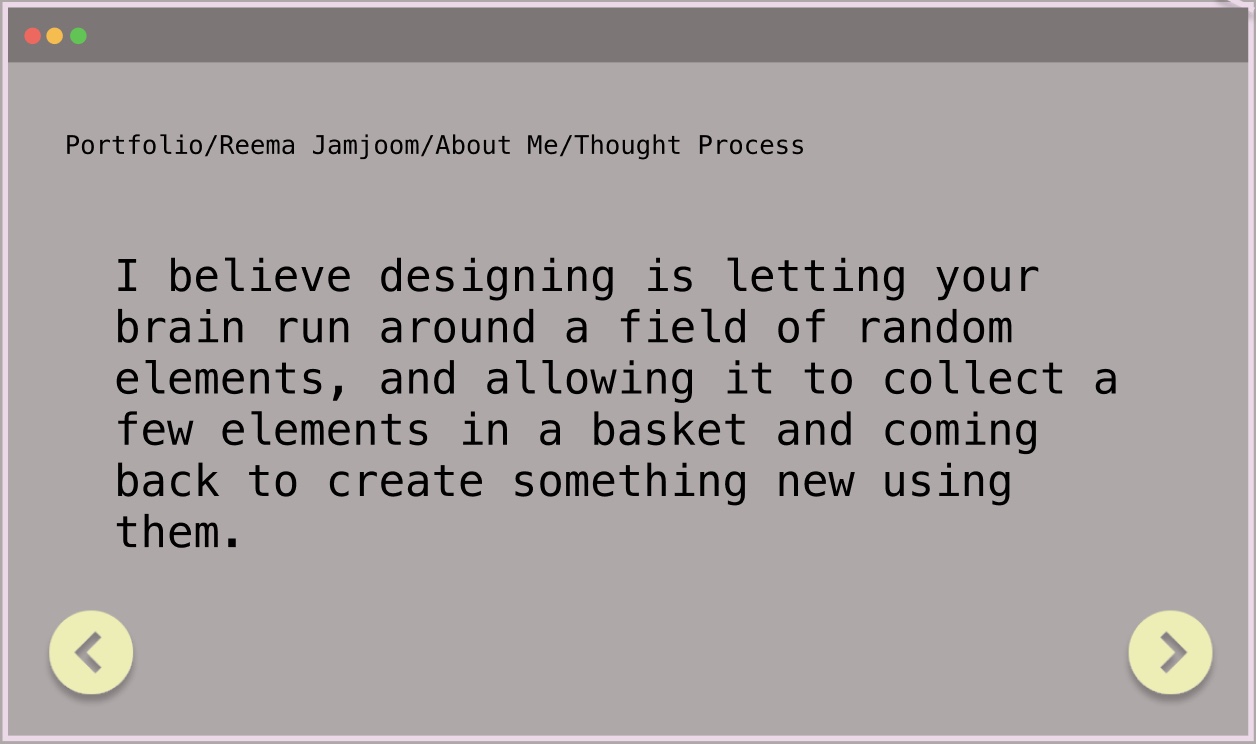 Portfolio/Reema Jamjoom/About Me/Thought Process
I believe designing is letting your
brain run around a field of random
elements, and allowing it to collect a
few elements in a basket and coming
back to create something new using
them.